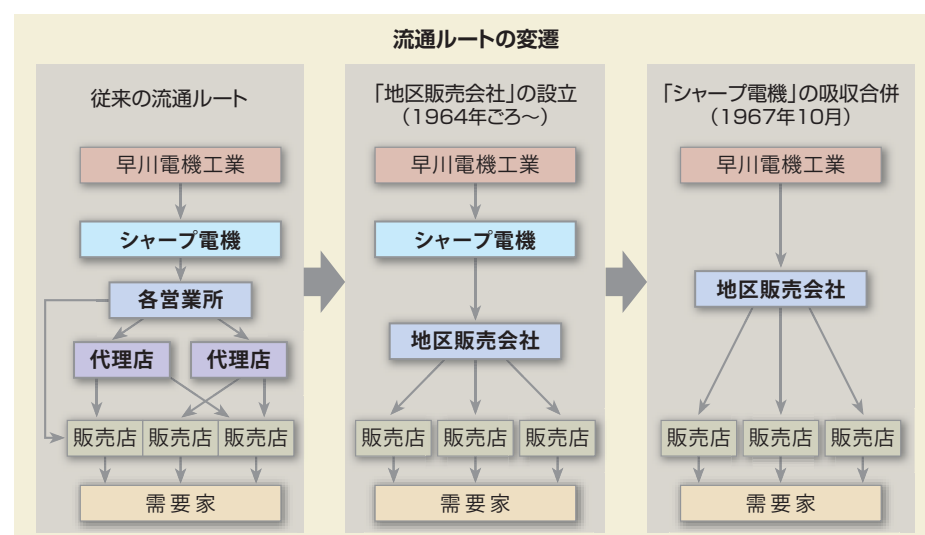 流通ルートの変遷
従来の流通ルート
早川電機工業
シャープ電機
各営業所
代理店
代理店
販売店
販売店
販売店
需要家
「地区販売会社」の設立
（1964年ごろ～）
早川電機工業
シャープ電機
地区販売会社
販売店
販売店
販売店
需要家
「シャープ電機」の吸収合併
（1967年10月）
早川電機工業
地区販売会社
販売店
販売店
販売店
需要家